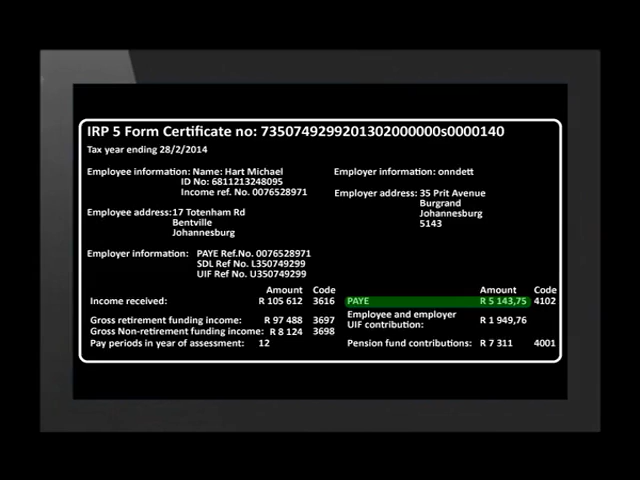 IRP 5 Form Certificate no: 7350749299201302000000s0000140
Tax year ending 28/2/2014
Employee information: Name: Hart Michael
ID No: 6811213248095
Income ref. No. 0076528971
Employee address:17 Totenham Rd
Bentville
Johannesburg
Employer information: onndett
Employer address: 35 Prit Avenue
Burgrand
Johannesburg
5143
Employer information: PAYE Ref.No. 0076528971
SDL Ref No. L350749299
UIF Ref No. U350749299
Amount Code
Income received: R 105 612 3616
Gross retirement funding income: R 97 488 3697
Gross Non-retirement funding income: R 8 124 3698
Pay periods in year of assessment: 12
Amount Code
PAYE R 5 143,75 4102
Employee and employer
UIF contribution: R 1 949,76
Pension fund contributions: R 7 311 4001